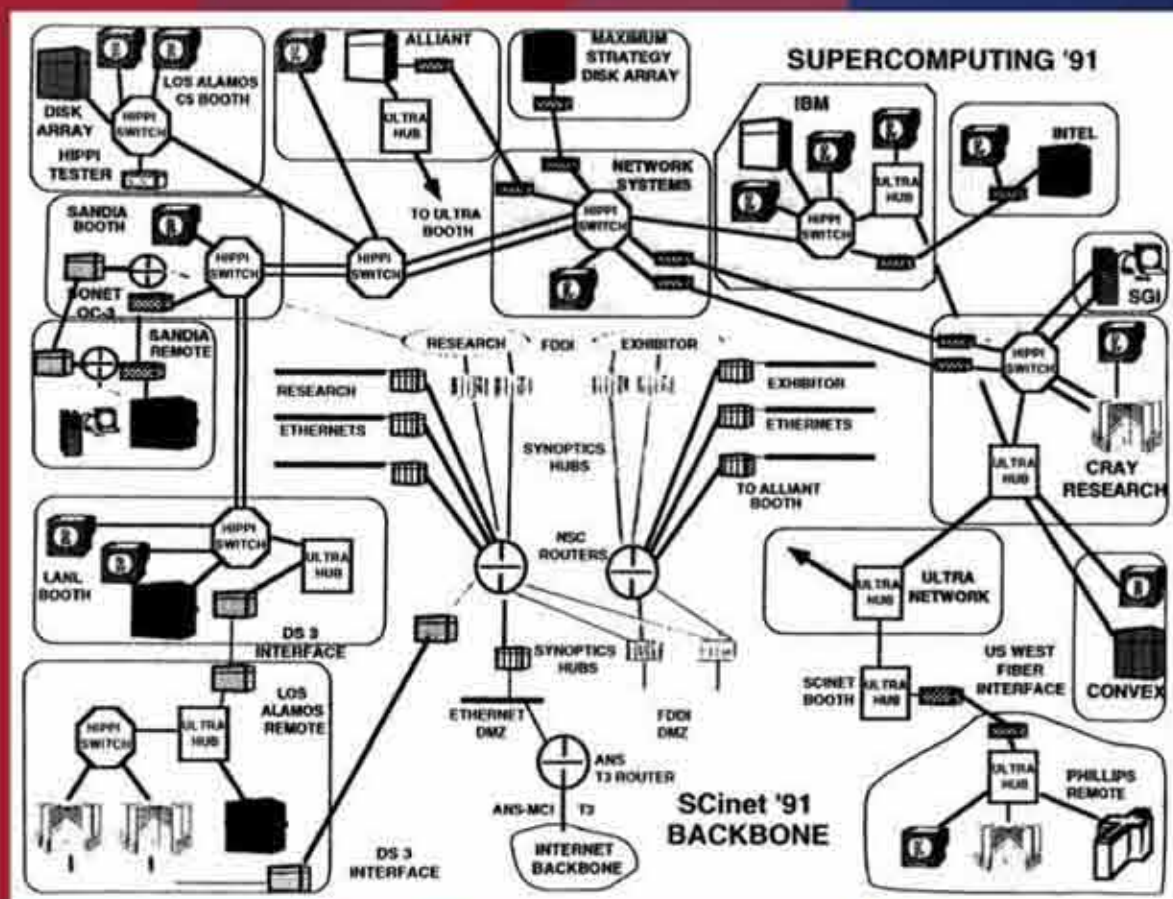 SUPERCOMPUTING '91
DISK
ARRAY
LOS ALAMOS
CS BOOTH
HIPPI
SWITCH
HIPPI
TESTER
ALLIANT
ULTRA
HUB
TO ULTRA
BOOTH
MAXIMUM
STRATEGY
DISK ARRAY
NETWORK
SYSTEMS
HIPPI
SWITCH
IBM
HIPPI
SWITCH
ULTRA
HUB
INTEL
SANDIA
BOOTH
HIPPI
SWITCH
HIPPI
SWITCH
SONET
OC-3
SANDIA
REMOTE
SGI
HIPPI
SWITCH
CRAY
RESEARCH
ULTRA
HUB
RESEARCH
FDDI
EXHIBITOR
RESEARCH
ETHERNETS
EXHIBITOR
ETHERNETS
SYNOPTICS
HUBS
TO ALLIANT
BOOTH
NSC
ROUTERS
HIPPI
SWITCH
ULTRA
HUB
LANL
BOOTH
DS 3
INTERFACE
LOS
ALAMOS
REMOTE
HIPPI
SWITCH
ULTRA
HUB
DS 3
INTERFACE
SYNOPTICS
HUBS
ETHERNET
DMZ
FDDI
DMZ
ANS
T3 ROUTER
ANS-MCI T3
INTERNET
BACKBONE
SCinet '91
BACKBONE
ULTRA
HUB
ULTRA
NETWORK
SCINET
BOOTH
ULTRA
HUB
US WEST
FIBER
INTERFACE
CONVEX
ULTRA
HUB
PHILLIPS
REMOTE